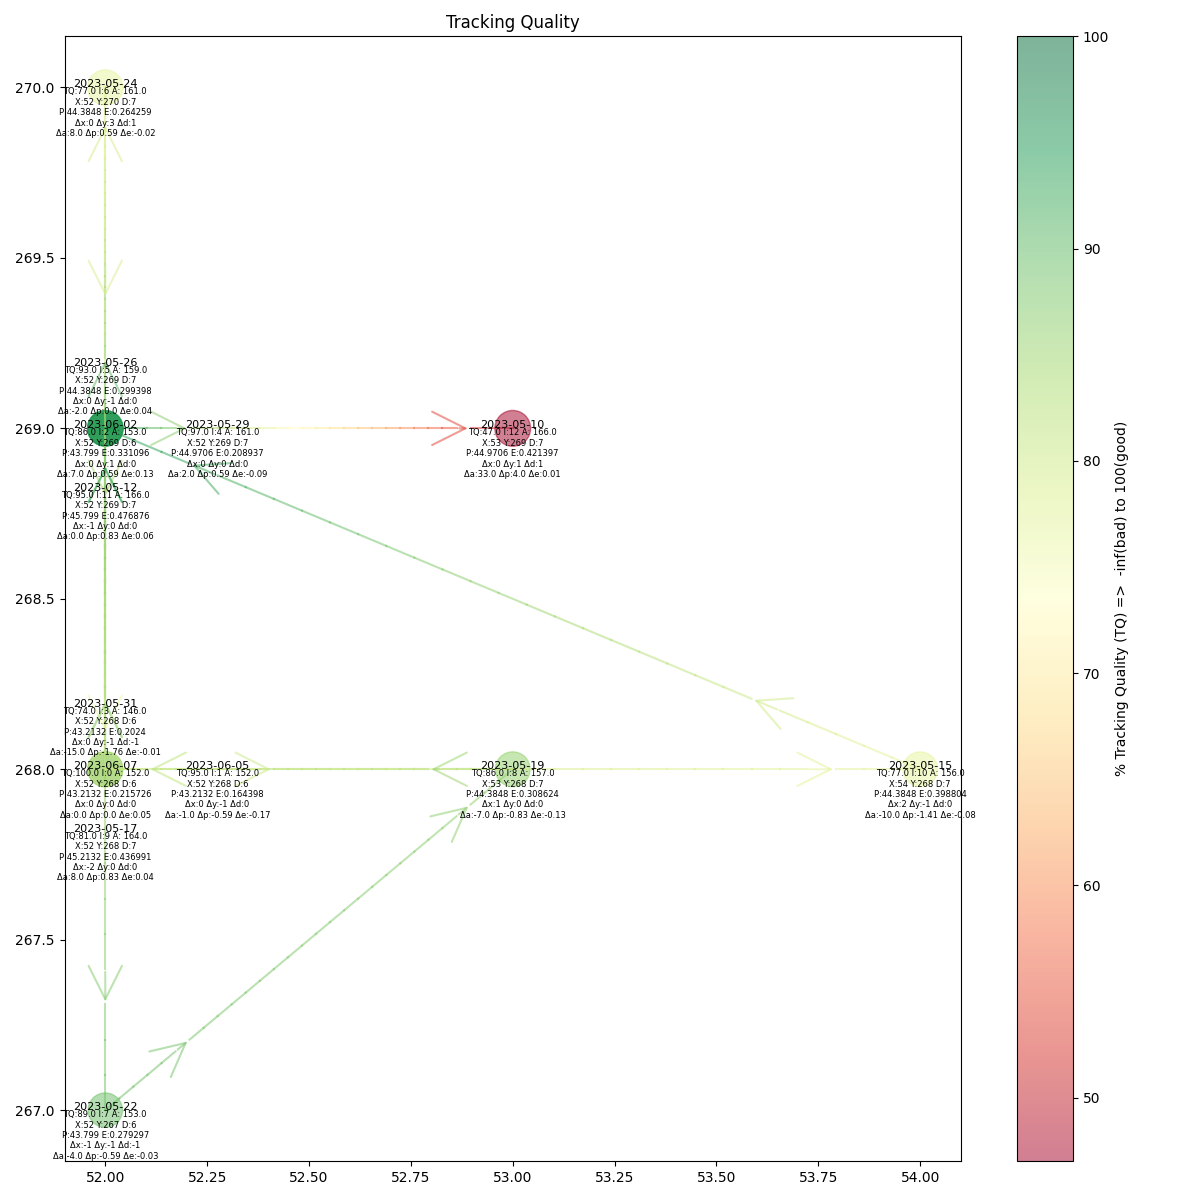 Tracking Quality
270.0
269.5
269.0
268.5
268.0
267.5
267.0
52.00
52.25
52.50
52.75
53.00
53.25
53.50
53.75
54.00
2023-05-24
TQ:77.0 I:6 A: 161.0
X:52 Y:270 D:7
P:44.3848 E:0.264259
Δx:0 Δy:3 Δd:1
Δa:8.0 Δp:0.59 Δe:-0.02
2023-05-26
TQ:93.0 I:5 A: 159.0
X:52 Y:269 D:7
P:44.3848 E:0.299398
Δx:0 Δy:-1 Δd:0
Δa:-2.0 Δp:0.0 Δe:0.04
2023-06-02
TQ:86.0 I:2 A: 153.0
X:52 Y:269 D:6
P:43.799 E:0.331096
Δx:0 Δy:1 Δd:0
Δa:7.0 Δp:0.59 Δe:0.13
2023-05-29
TQ:97.0 I:4 A: 161.0
X:52 Y:269 D:7
P:44.9706 E:0.208937
Δx:0 Δy:0 Δd:0
Δa:2.0 Δp:0.59 Δe:-0.09
2023-05-10
TQ:47.0 I:12 A: 166.0
X:53 Y:269 D:7
P:44.9706 E:0.421397
Δx:0 Δy:1 Δd:1
Δa:33.0 Δp:4.0 Δe:0.01
2023-05-12
TQ:95.0 I:11 A: 166.0
X:52 Y:269 D:7
P:45.799 E:0.476876
Δx:-1 Δy:0 Δd:0
Δa:0.0 Δp:0.83 Δe:0.06
2023-05-31
TQ:74.0 I:3 A: 146.0
X:52 Y:268 D:6
P:43.2132 E:0.2024
Δx:0 Δy:-1 Δd:-1
Δa:-15.0 Δp:-1.76 Δe:-0.01
2023-06-07
TQ:100.0 I:0 A: 152.0
X:52 Y:268 D:6
P:43.2132 E:0.215726
Δx:0 Δy:0 Δd:0
Δa:0.0 Δp:0.0 Δe:0.05
2023-06-05
TQ:95.0 I:1 A: 152.0
X:52 Y:268 D:6
P:43.2132 E:0.164398
Δx:0 Δy:-1 Δd:0
Δa:-1.0 Δp:-0.59 Δe:-0.17
2023-05-19
TQ:86.0 I:8 A: 157.0
X:53 Y:268 D:7
P:44.3848 E:0.308624
Δx:1 Δy:0 Δd:0
Δa:-7.0 Δp:-0.83 Δe:-0.13
2023-05-15
TQ:77.0 I:10 A: 156.0
X:54 Y:268 D:7
P:44.3848 E:0.398804
Δx:2 Δy:-1 Δd:0
Δa:-10.0 Δp:-1.41 Δe:-0.08
2023-05-17
TQ:81.0 I:9 A: 164.0
X:52 Y:268 D:7
P:45.2132 E:0.436991
Δx:-2 Δy:0 Δd:0
Δa:8.0 Δp:0.83 Δe:0.04
2023-05-22
TQ:89.0 I:7 A: 153.0
X:52 Y:267 D:6
P:43.799 E:0.279297
Δx:-1 Δy:-1 Δd:-1
Δa:-4.0 Δp:-0.59 Δe:-0.03
100
90
80
70
60
50
% Tracking Quality (TQ) => -inf(bad) to 100(good)